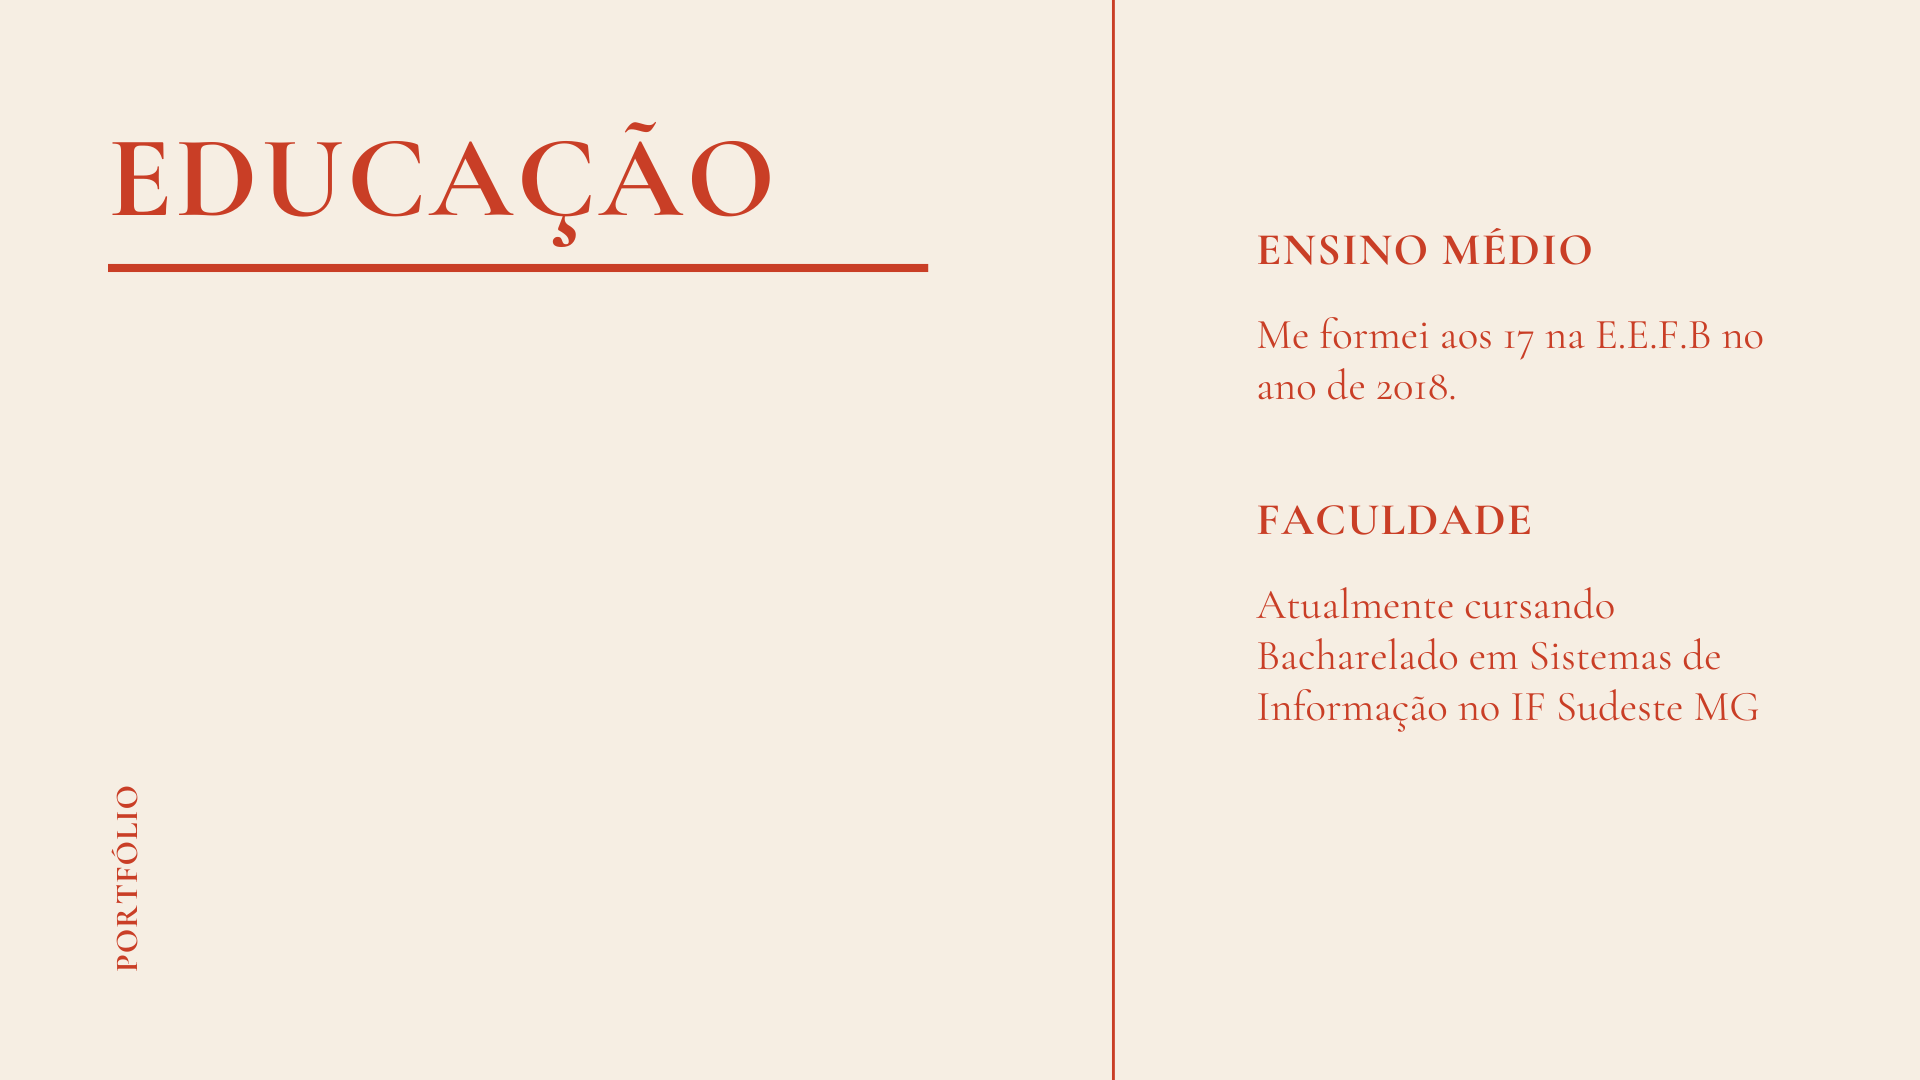 EDUCAÇÃO
PORTFÓLIO
ENSINO MÉDIO
Me formei aos 17 na E.E.F.B no
ano de 2018.
FACULDADE
Atualmente cursando
Bacharelado em Sistemas de
Informação no IF Sudeste MG